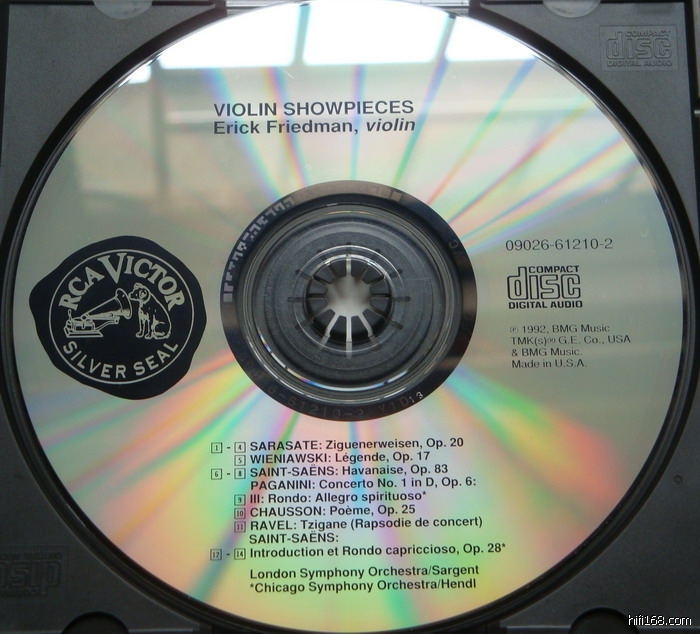 COMPACT
disc
DIGITAL AUDIO
VIOLIN SHOWPIECES
Erick Friedman, violin
09026-61210-2
COMPACT
disc
DIGITAL AUDIO
RCA VICTOR
SILVER SEAL
℗ 1992, BMG Music
TMK(s)® G.E. Co., USA
& BMG Music.
Made in U.S.A.
1 - 4 SARASATE: Ziguenerweisen, Op. 20
5 WIENIAWSKI: Légende, Op. 17
6 - 8 SAINT-SAËNS: Havanaise, Op. 83
PAGANINI: Concerto No. 1 in D, Op. 6:
9 III: Rondo: Allegro spirituoso*
10 CHAUSSON: Poème, Op. 25
11 RAVEL: Tzigane (Rapsodie de concert)
SAINT-SAËNS:
12 - 14 Introduction et Rondo capriccioso, Op. 28*
London Symphony Orchestra/Sargent
*Chicago Symphony Orchestra/Hendl
hifi168.com